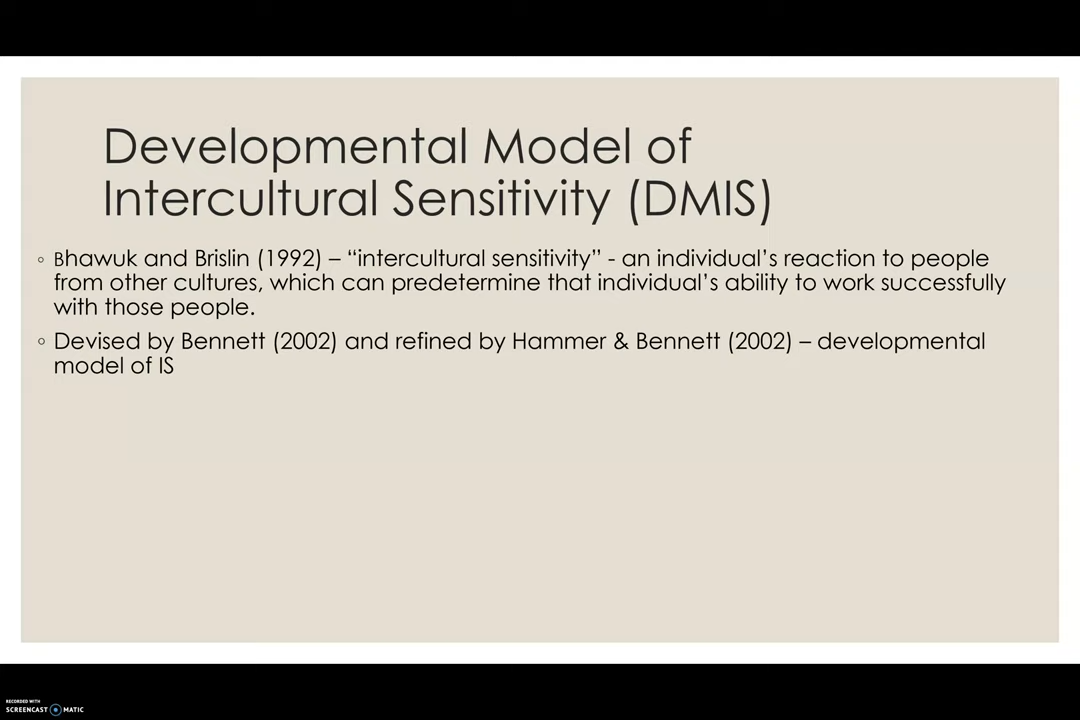 Developmental Model of
Intercultural Sensitivity (DMIS)
◦ Bhawuk and Brislin (1992) – “intercultural sensitivity” - an individual’s reaction to people
from other cultures, which can predetermine that individual’s ability to work successfully
with those people.
◦ Devised by Bennett (2002) and refined by Hammer & Bennett (2002) – developmental
model of IS
RECORDED WITH
SCREENCAST MATIC